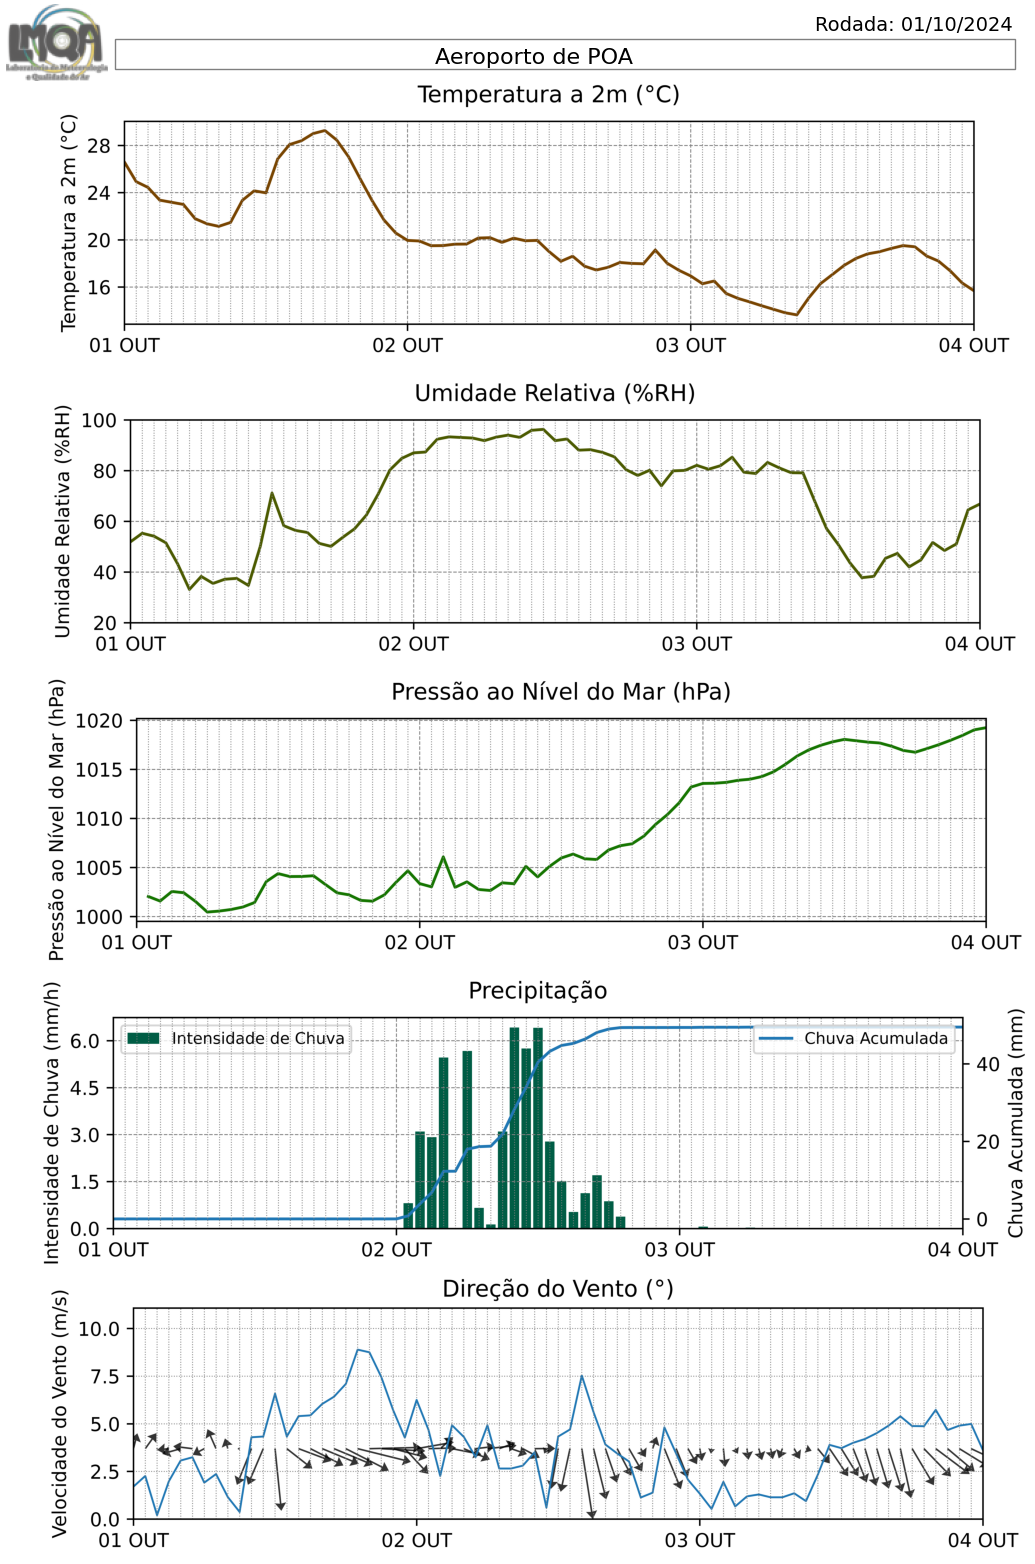 LMQA
Laboratório de Meteorologia
e Qualidade do Ar
Rodada: 01/10/2024
Aeroporto de POA
Temperatura a 2m (°C)
Temperatura a 2m (°C)
28
24
20
16
01 OUT 02 OUT 03 OUT 04 OUT
Umidade Relativa (%RH)
Umidade Relativa (%RH)
100
80
60
40
20
01 OUT 02 OUT 03 OUT 04 OUT
Pressão ao Nível do Mar (hPa)
Pressão ao Nível do Mar (hPa)
1020
1015
1010
1005
1000
01 OUT 02 OUT 03 OUT 04 OUT
Precipitação
Intensidade de Chuva (mm/h)
6.0
4.5
3.0
1.5
0.0
Intensidade de Chuva
Chuva Acumulada
40
20
0
Chuva Acumulada (mm)
01 OUT 02 OUT 03 OUT 04 OUT
Direção do Vento (°)
Velocidade do Vento (m/s)
10.0
7.5
5.0
2.5
0.0
01 OUT 02 OUT 03 OUT 04 OUT